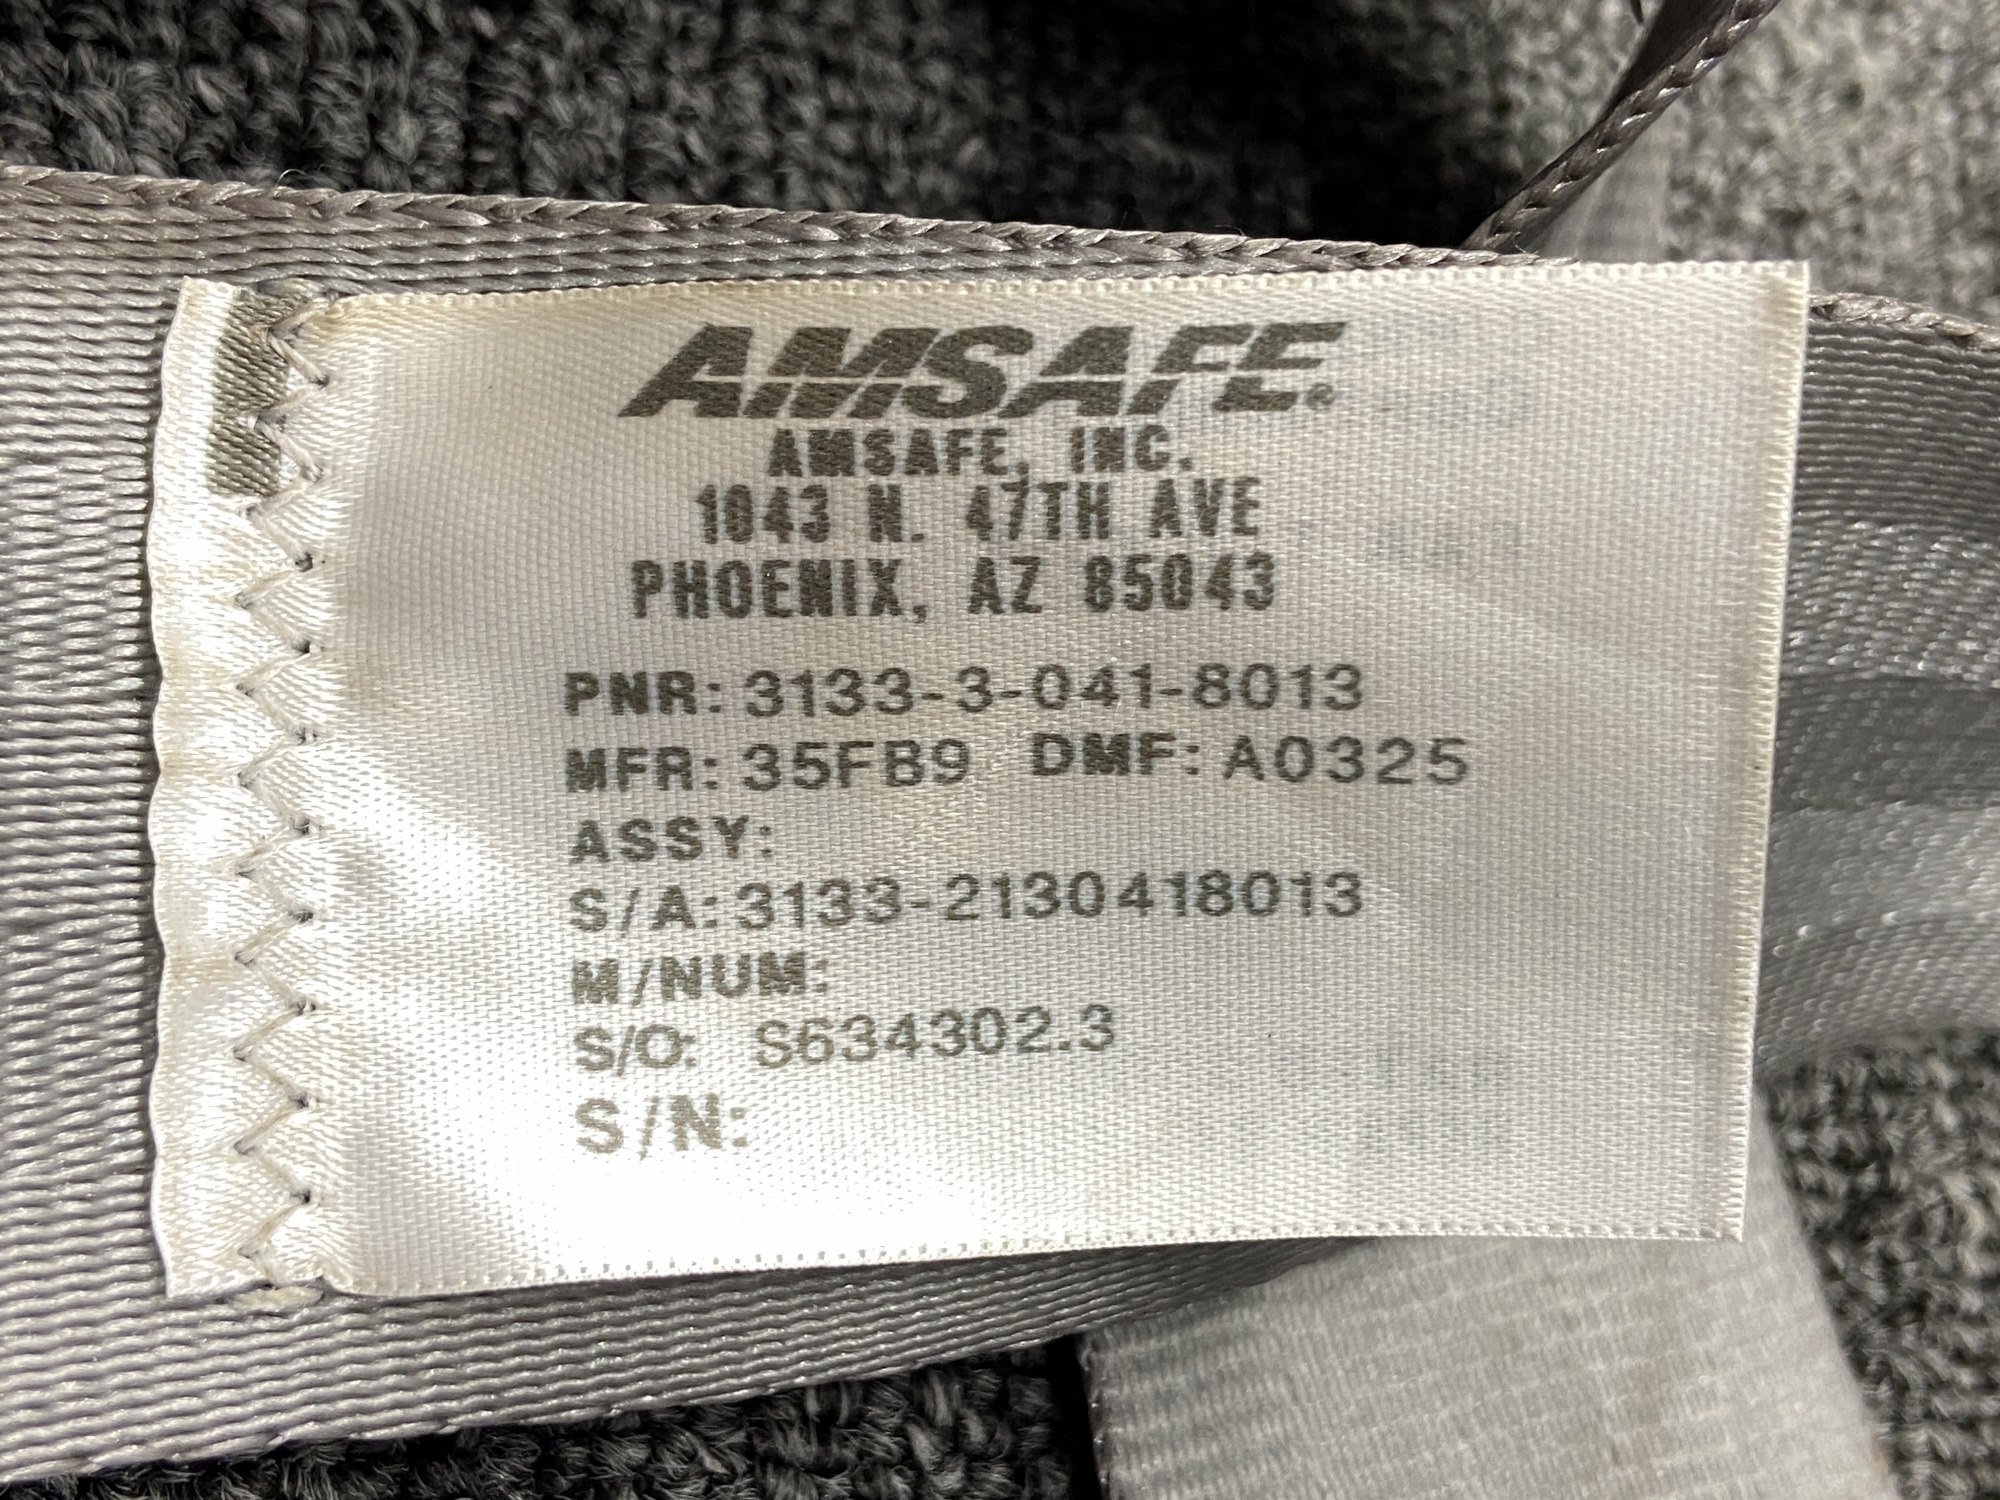 AMSAFE®
AMSAFE, INC.
1043 N. 47TH AVE
PHOENIX, AZ 85043
PNR: 3133-3-041-8013
MFR: 35FB9 DMF: A0325
ASSY:
S/A: 3133-2130418013
M/NUM:
S/O: S634302.3
S/N: